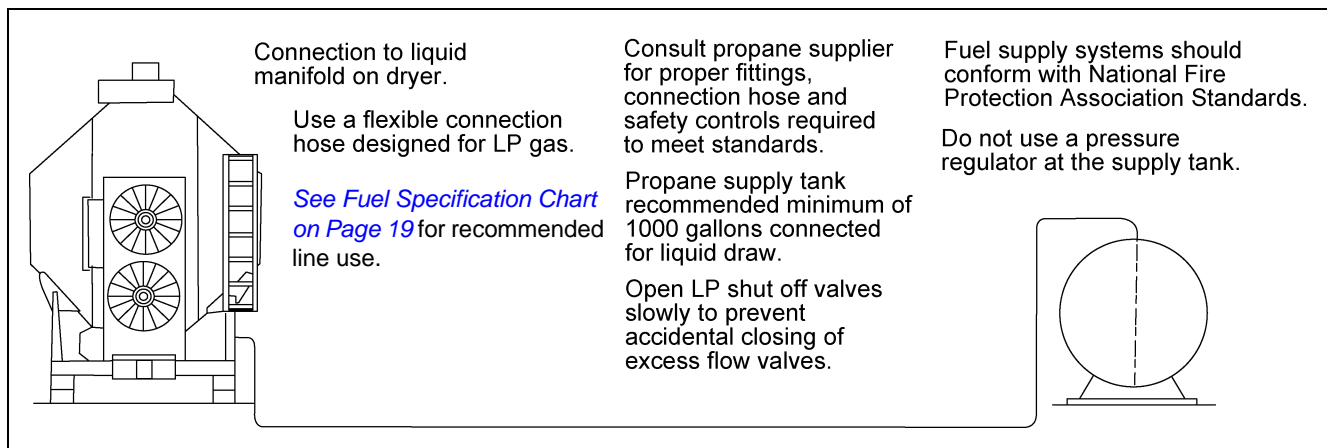 Connection to liquid
manifold on dryer.
Use a flexible connection
hose designed for LP gas.
See Fuel Specification Chart
on Page 19 for recommended
line use.
Consult propane supplier
for proper fittings,
connection hose and
safety controls required
to meet standards.
Propane supply tank
recommended minimum of
1000 gallons connected
for liquid draw.
Open LP shut off valves
slowly to prevent
accidental closing of
excess flow valves.
Fuel supply systems should
conform with National Fire
Protection Association Standards.
Do not use a pressure
regulator at the supply tank.